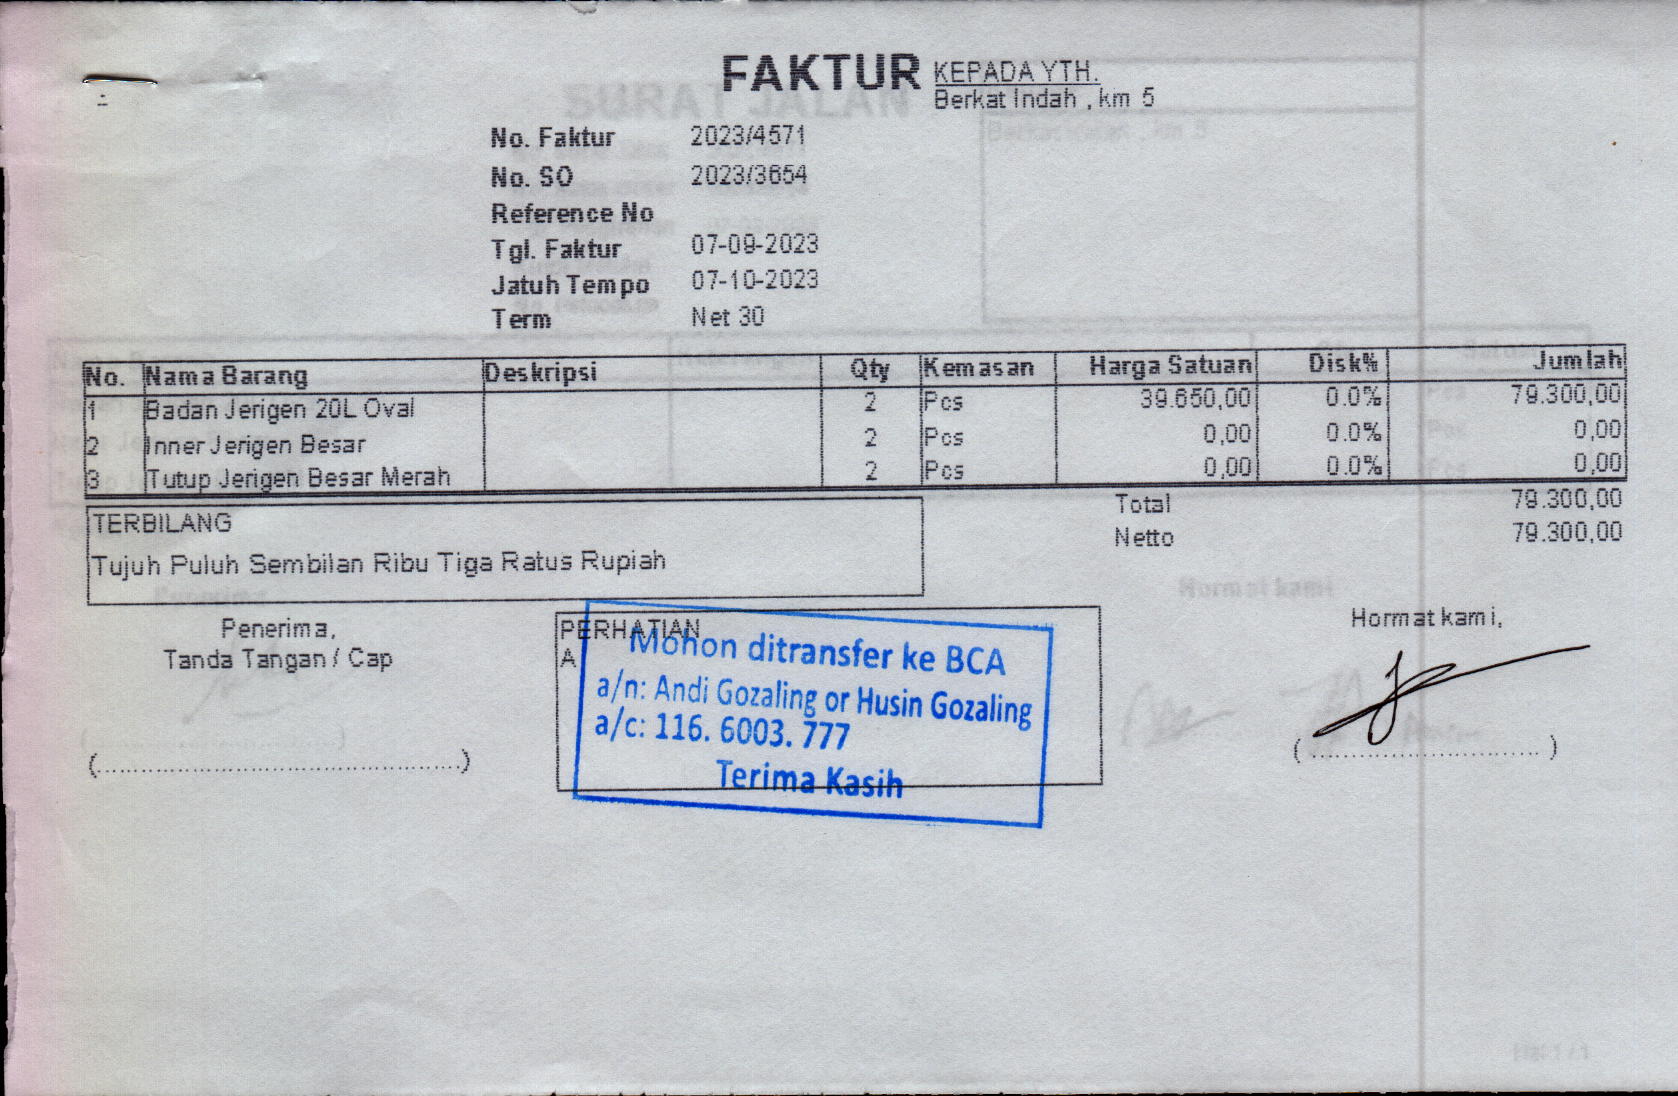 FAKTUR
KEPADA YTH.
Berkat Indah , km 5
No. Faktur 2023/4571
No. SO 2023/3654
Reference No
Tgl. Faktur 07-09-2023
Jatuh Tempo 07-10-2023
Term Net 30
No. Nama Barang Deskripsi Qty Kemasan Harga Satuan Disk% Jumlah
1 Badan Jerigen 20L Oval 2 Pcs 39.650,00 0.0% 79.300,00
2 Inner Jerigen Besar 2 Pcs 0,00 0.0% 0,00
3 Tutup Jerigen Besar Merah 2 Pcs 0,00 0.0% 0,00
Total 79.300,00
Netto 79.300,00
TERBILANG
Tujuh Puluh Sembilan Ribu Tiga Ratus Rupiah
Penerima,
Tanda Tangan / Cap
(..............................................)
PERHATIAN
A
Mohon ditransfer ke BCA
a/n: Andi Gozaling or Husin Gozaling
a/c: 116. 6003. 777
Terima Kasih
Hormat kami,
(..............................)
SURAT JALAN
Hormat kami
Penerima